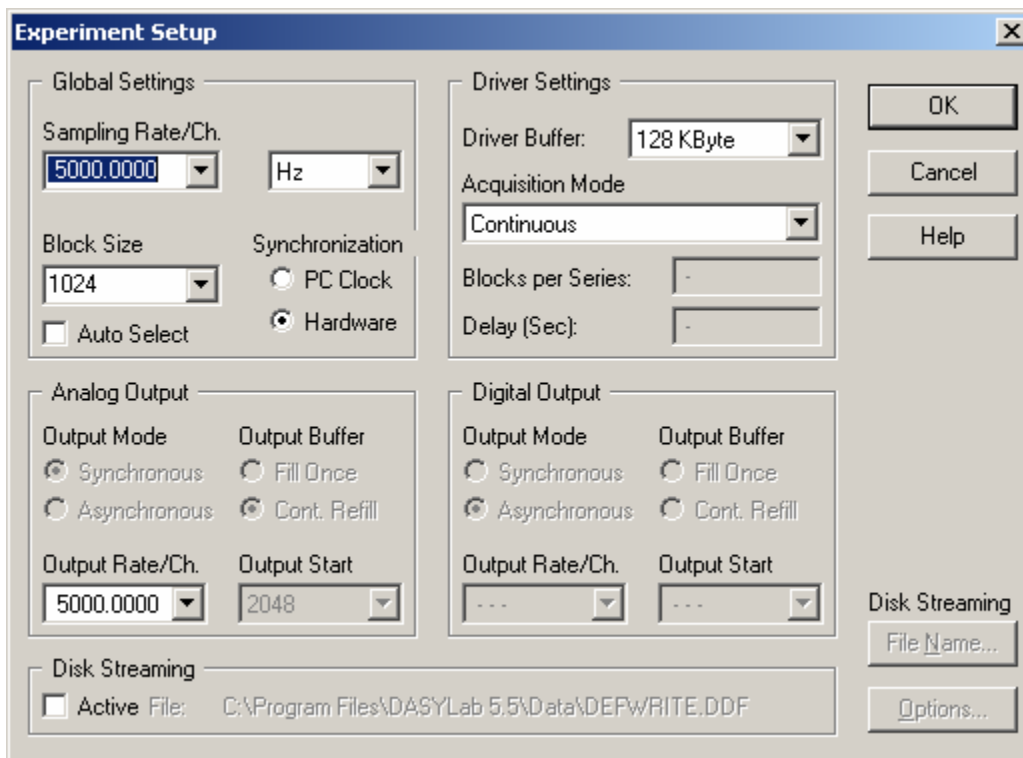 Experiment Setup
Global Settings
Sampling Rate/Ch.
5000.0000
Hz
Block Size
1024
Auto Select
Synchronization
PC Clock
Hardware
Driver Settings
Driver Buffer:
128 KByte
Acquisition Mode
Continuous
Blocks per Series:
-
Delay (Sec):
-
OK
Cancel
Help
Analog Output
Output Mode
Synchronous
Asynchronous
Output Buffer
Fill Once
Cont. Refill
Output Rate/Ch.
5000.0000
Output Start
2048
Digital Output
Output Mode
Synchronous
Asynchronous
Output Buffer
Fill Once
Cont. Refill
Output Rate/Ch.
- - -
Output Start
- - -
Disk Streaming
File Name...
Options...
Disk Streaming
Active File: C:\Program Files\DASYLab 5.5\Data\DEFWRITE.DDF